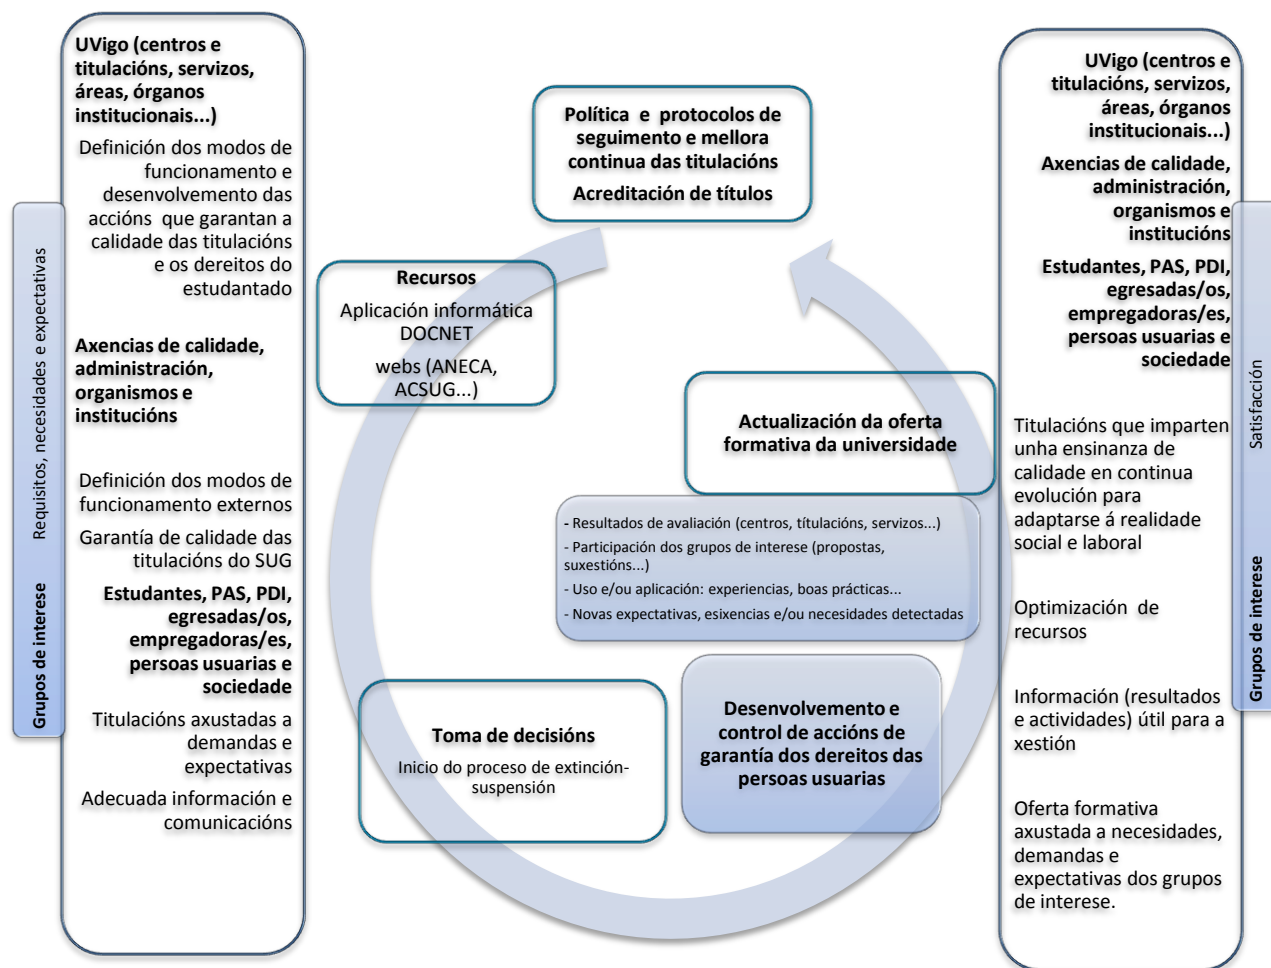 Grupos de interese
Requisitos, necesidades e expectativas
UVigo (centros e
titulacións, servizos,
áreas, órganos
institucionais...)
Definición dos modos de
funcionamento e
desenvolvemento das
accións que garantan a
calidade das titulacións
e os dereitos do
estudantado
Axencias de calidade,
administración,
organismos e
institucións
Definición dos modos de
funcionamento externos
Garantía de calidade das
titulacións do SUG
Estudantes, PAS, PDI,
egresadas/os,
empregadoras/es,
persoas usuarias e
sociedade
Titulacións axustadas a
demandas e
expectativas
Adecuada información e
comunicacións
Política e protocolos de
seguimento e mellora
continua das titulacións
Acreditación de títulos
Recursos
Aplicación informática
DOCNET
webs (ANECA,
ACSUG...)
Actualización da oferta
formativa da universidade
- Resultados de avaliación (centros, títulacións, servizos...)
- Participación dos grupos de interese (propostas,
suxestións...)
- Uso e/ou aplicación: experiencias, boas prácticas...
- Novas expectativas, esixencias e/ou necesidades detectadas
Desenvolvemento e
control de accións de
garantía dos dereitos das
persoas usuarias
Toma de decisións
Inicio do proceso de extinción-
suspensión
UVigo (centros e
titulacións, servizos,
áreas, órganos
institucionais...)
Axencias de calidade,
administración,
organismos e
institucións
Estudantes, PAS, PDI,
egresadas/os,
empregadoras/es,
persoas usuarias e
sociedade
Titulacións que imparten
unha ensinanza de
calidade en continua
evolución para
adaptarse á realidade
social e laboral
Optimización de
recursos
Información (resultados
e actividades) útil para a
xestión
Oferta formativa
axustada a necesidades,
demandas e
expectativas dos grupos
de interese.
Grupos de interese
Satisfacción